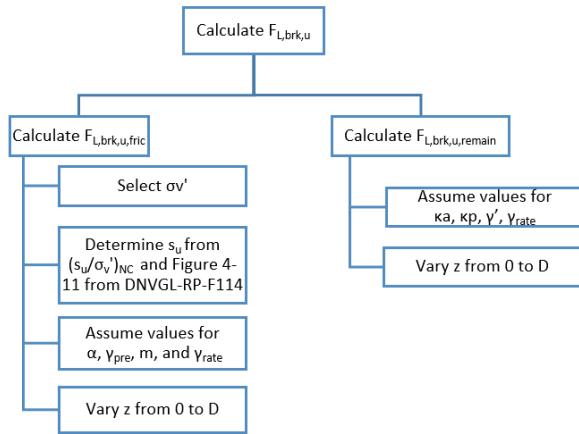 Calculate F_L,brk,u
Calculate F_L,brk,u,fric
Calculate F_L,brk,u,remain
Select σv'
Determine s_u from
(s_u/σ_v')_NC and Figure 4-
11 from DNVGL-RP-F114
Assume values for
α, γ_pre, m, and γ_rate
Vary z from 0 to D
Assume values for
κa, κp, γ’, γ_rate
Vary z from 0 to D